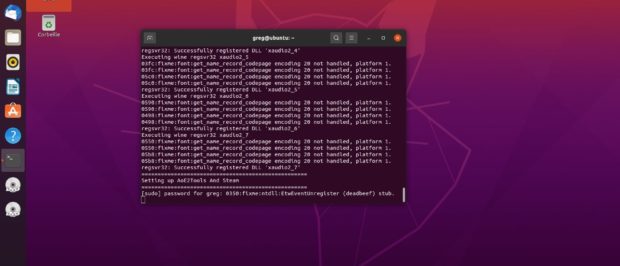 Corbeille
greg@ubuntu: ~
regsvr32: Successfully registered DLL 'xaudio2_4'
Executing wine regsvr32 xaudio2_5
03fc:fixme:font:get_name_record_codepage encoding 20 not handled, platform 1.
03fc:fixme:font:get_name_record_codepage encoding 20 not handled, platform 1.
05c0:fixme:font:get_name_record_codepage encoding 20 not handled, platform 1.
05c0:fixme:font:get_name_record_codepage encoding 20 not handled, platform 1.
regsvr32: Successfully registered DLL 'xaudio2_5'
Executing wine regsvr32 xaudio2_6
0590:fixme:font:get_name_record_codepage encoding 20 not handled, platform 1.
0590:fixme:font:get_name_record_codepage encoding 20 not handled, platform 1.
0498:fixme:font:get_name_record_codepage encoding 20 not handled, platform 1.
0498:fixme:font:get_name_record_codepage encoding 20 not handled, platform 1.
regsvr32: Successfully registered DLL 'xaudio2_6'
Executing wine regsvr32 xaudio2_7
0550:fixme:font:get_name_record_codepage encoding 20 not handled, platform 1.
0550:fixme:font:get_name_record_codepage encoding 20 not handled, platform 1.
05b8:fixme:font:get_name_record_codepage encoding 20 not handled, platform 1.
05b8:fixme:font:get_name_record_codepage encoding 20 not handled, platform 1.
regsvr32: Successfully registered DLL 'xaudio2_7'
==================================================
Setting up AoE2Tools And Steam
==================================================
[sudo] password for greg: 0350:fixme:ntdll:EtwEventUnregister (deadbeef) stub.